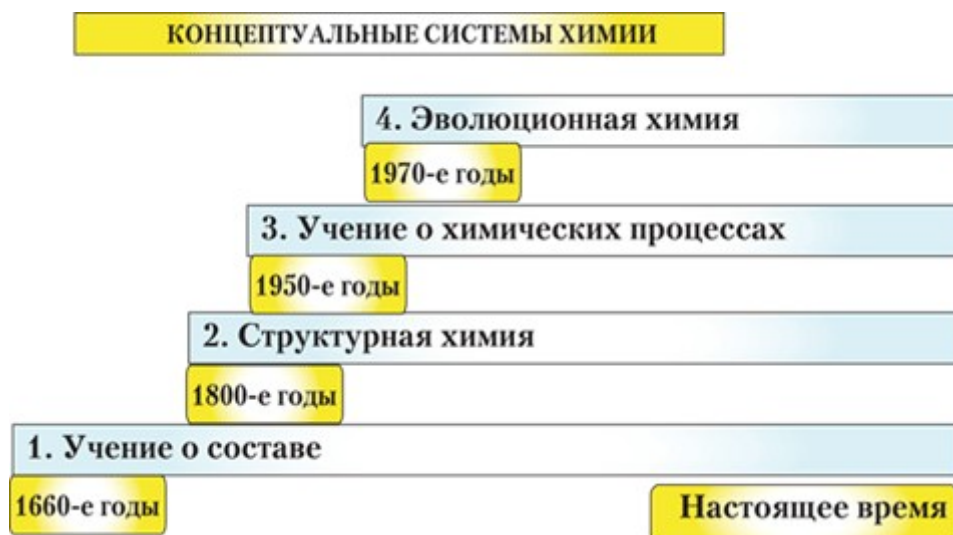 КОНЦЕПТУАЛЬНЫЕ СИСТЕМЫ ХИМИИ
4. Эволюционная химия
1970-е годы
3. Учение о химических процессах
1950-е годы
2. Структурная химия
1800-е годы
1. Учение о составе
1660-е годы
Настоящее время